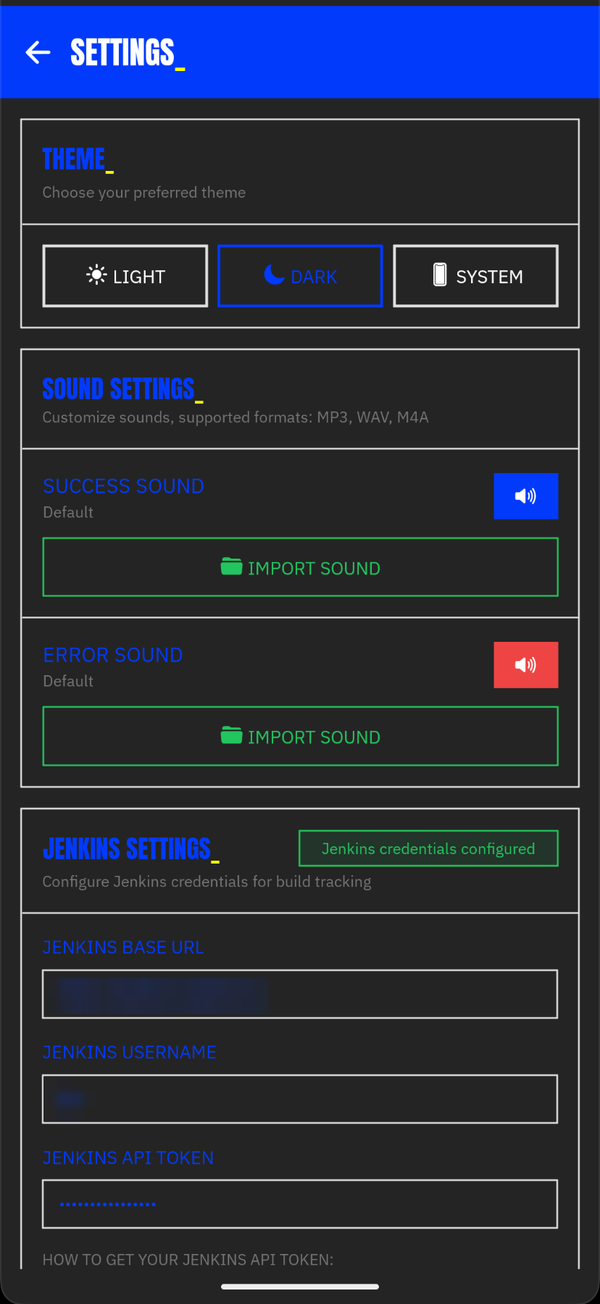 SETTINGS_
THEME_
Choose your preferred theme
LIGHT
DARK
SYSTEM
SOUND SETTINGS_
Customize sounds, supported formats: MP3, WAV, M4A
SUCCESS SOUND
Default
IMPORT SOUND
ERROR SOUND
Default
IMPORT SOUND
JENKINS SETTINGS_
Jenkins credentials configured
Configure Jenkins credentials for build tracking
JENKINS BASE URL
JENKINS USERNAME
JENKINS API TOKEN
••••••••••••••••
HOW TO GET YOUR JENKINS API TOKEN: